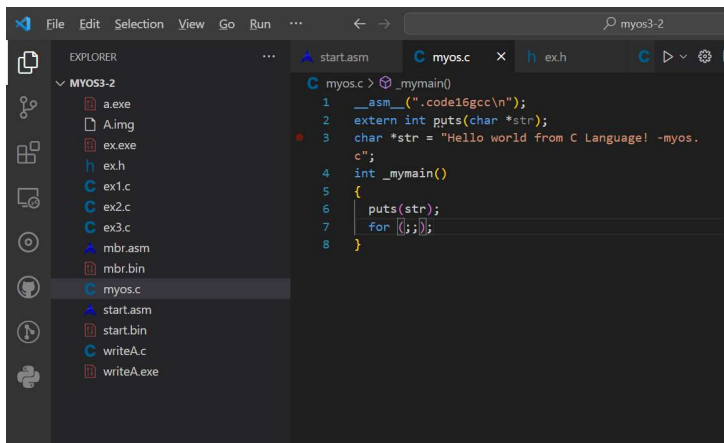 File Edit Selection View Go Run ... myos3-2
EXPLORER ...
MYOS3-2
a.exe
A.img
ex.exe
h ex.h
C ex1.c
C ex2.c
C ex3.c
mbr.asm
mbr.bin
C myos.c
start.asm
start.bin
C writeA.c
writeA.exe
start.asm C myos.c h ex.h C
C myos.c > _mymain()
1 __asm__(".code16gcc\n");
2 extern int puts(char *str);
3 char *str = "Hello world from C Language! -myos.
c";
4 int _mymain()
5 {
6 puts(str);
7 for (;;);
8 }